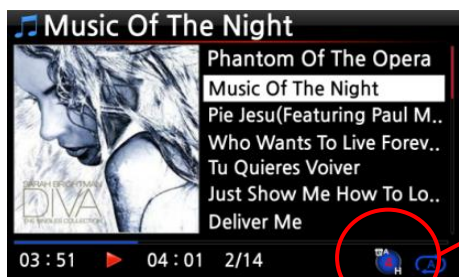 Music Of The Night
Phantom Of The Opera
Music Of The Night
Pie Jesu(Featuring Paul M..
Who Wants To Live Forev..
Tu Quieres Voiver
Just Show Me How To Lo..
Deliver Me
SARAH BRIGHTMAN
DIVA
THE SINGLES COLLECTION
03 : 51
04 : 01
2/14
A
H
A